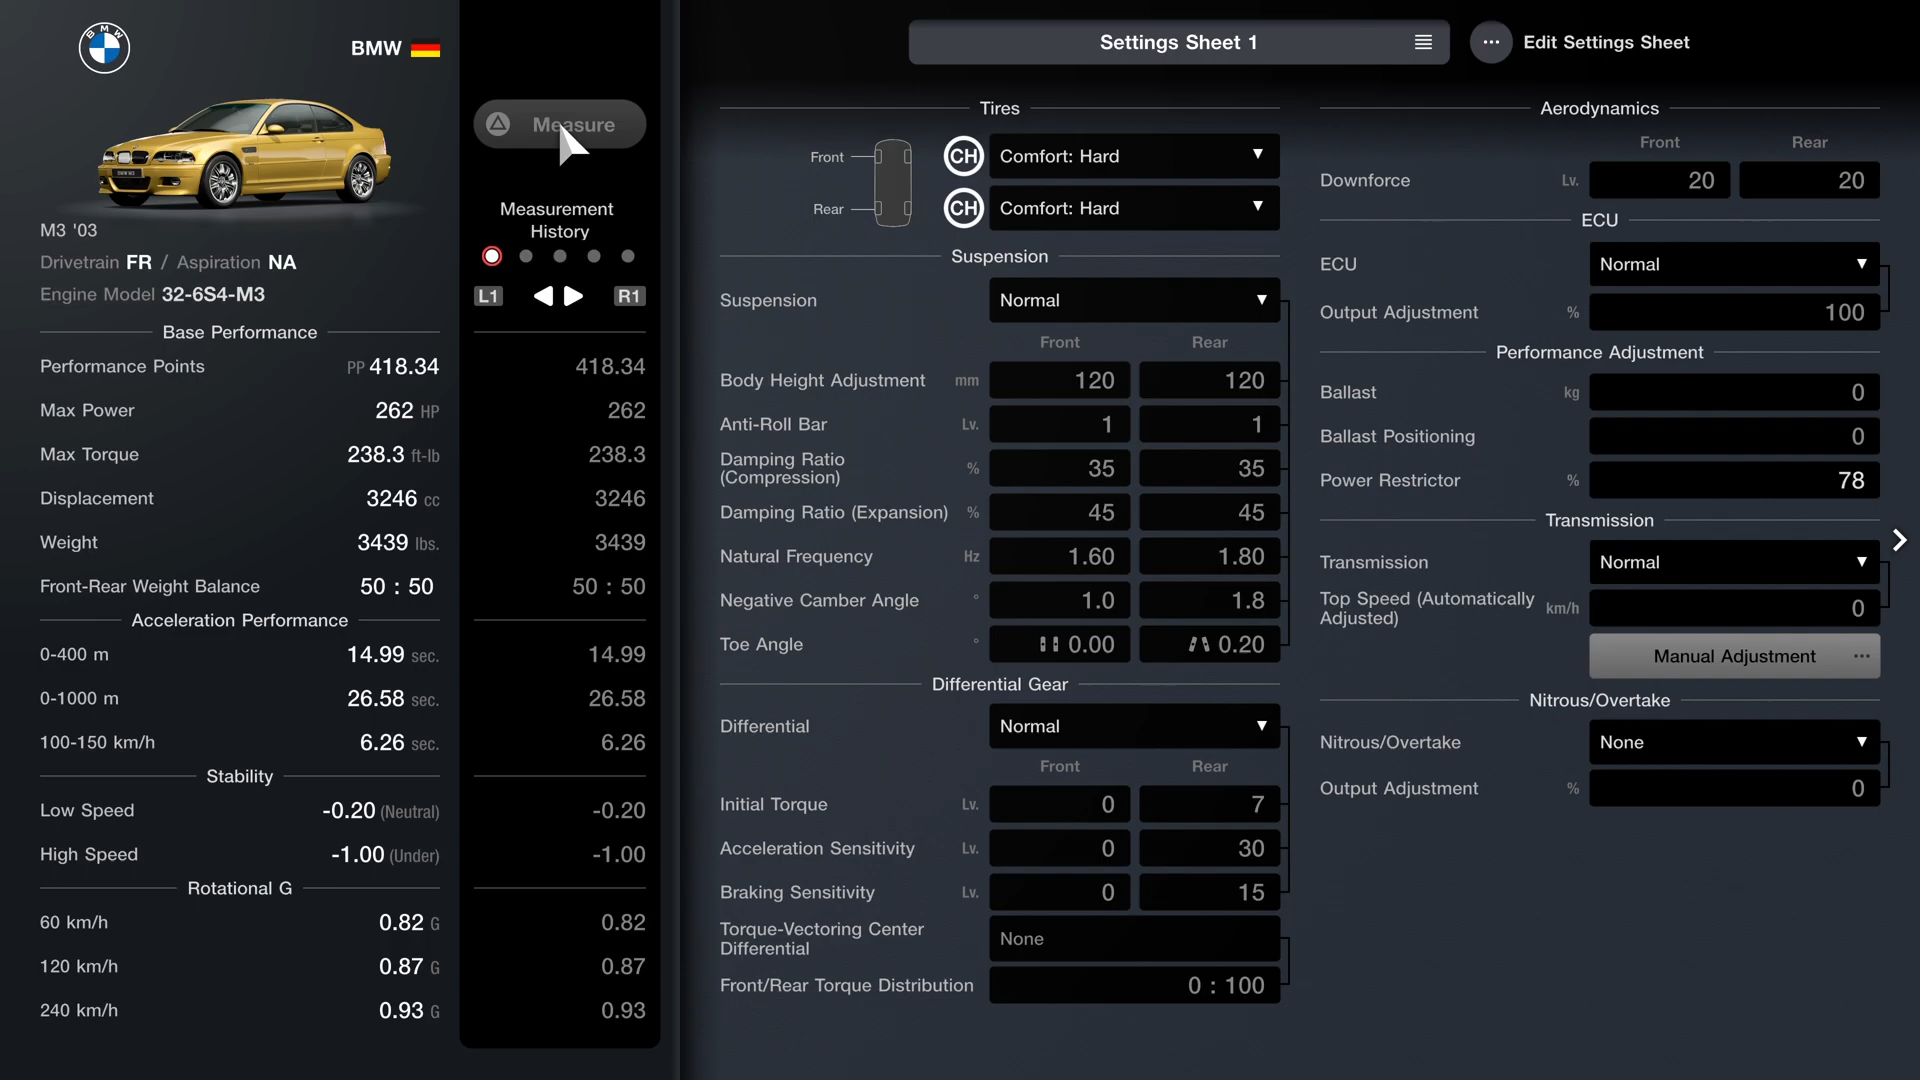 BMW
BMW
M3 '03
Drivetrain FR / Aspiration NA
Engine Model 32-6S4-M3
Base Performance
Performance Points PP 418.34
Max Power 262 HP
Max Torque 238.3 ft-lb
Displacement 3246 cc
Weight 3439 lbs.
Front-Rear Weight Balance 50 : 50
Acceleration Performance
0-400 m 14.99 sec.
0-1000 m 26.58 sec.
100-150 km/h 6.26 sec.
Stability
Low Speed -0.20 (Neutral)
High Speed -1.00 (Under)
Rotational G
60 km/h 0.82 G
120 km/h 0.87 G
240 km/h 0.93 G
Measure
Measurement
History
L1 R1
418.34
262
238.3
3246
3439
50 : 50
14.99
26.58
6.26
-0.20
-1.00
0.82
0.87
0.93
Settings Sheet 1
Edit Settings Sheet
Tires
Front CH Comfort: Hard
Rear CH Comfort: Hard
Suspension
Suspension Normal
Front Rear
Body Height Adjustment mm 120 120
Anti-Roll Bar Lv. 1 1
Damping Ratio
(Compression) % 35 35
Damping Ratio (Expansion) % 45 45
Natural Frequency Hz 1.60 1.80
Negative Camber Angle ° 1.0 1.8
Toe Angle ° 0.00 0.20
Differential Gear
Differential Normal
Front Rear
Initial Torque Lv. 0 7
Acceleration Sensitivity Lv. 0 30
Braking Sensitivity Lv. 0 15
Torque-Vectoring Center
Differential None
Front/Rear Torque Distribution 0 : 100
Aerodynamics
Front Rear
Downforce Lv. 20 20
ECU
ECU Normal
Output Adjustment % 100
Performance Adjustment
Ballast kg 0
Ballast Positioning 0
Power Restrictor % 78
Transmission
Transmission Normal
Top Speed (Automatically
Adjusted) km/h 0
Manual Adjustment
Nitrous/Overtake
Nitrous/Overtake None
Output Adjustment % 0